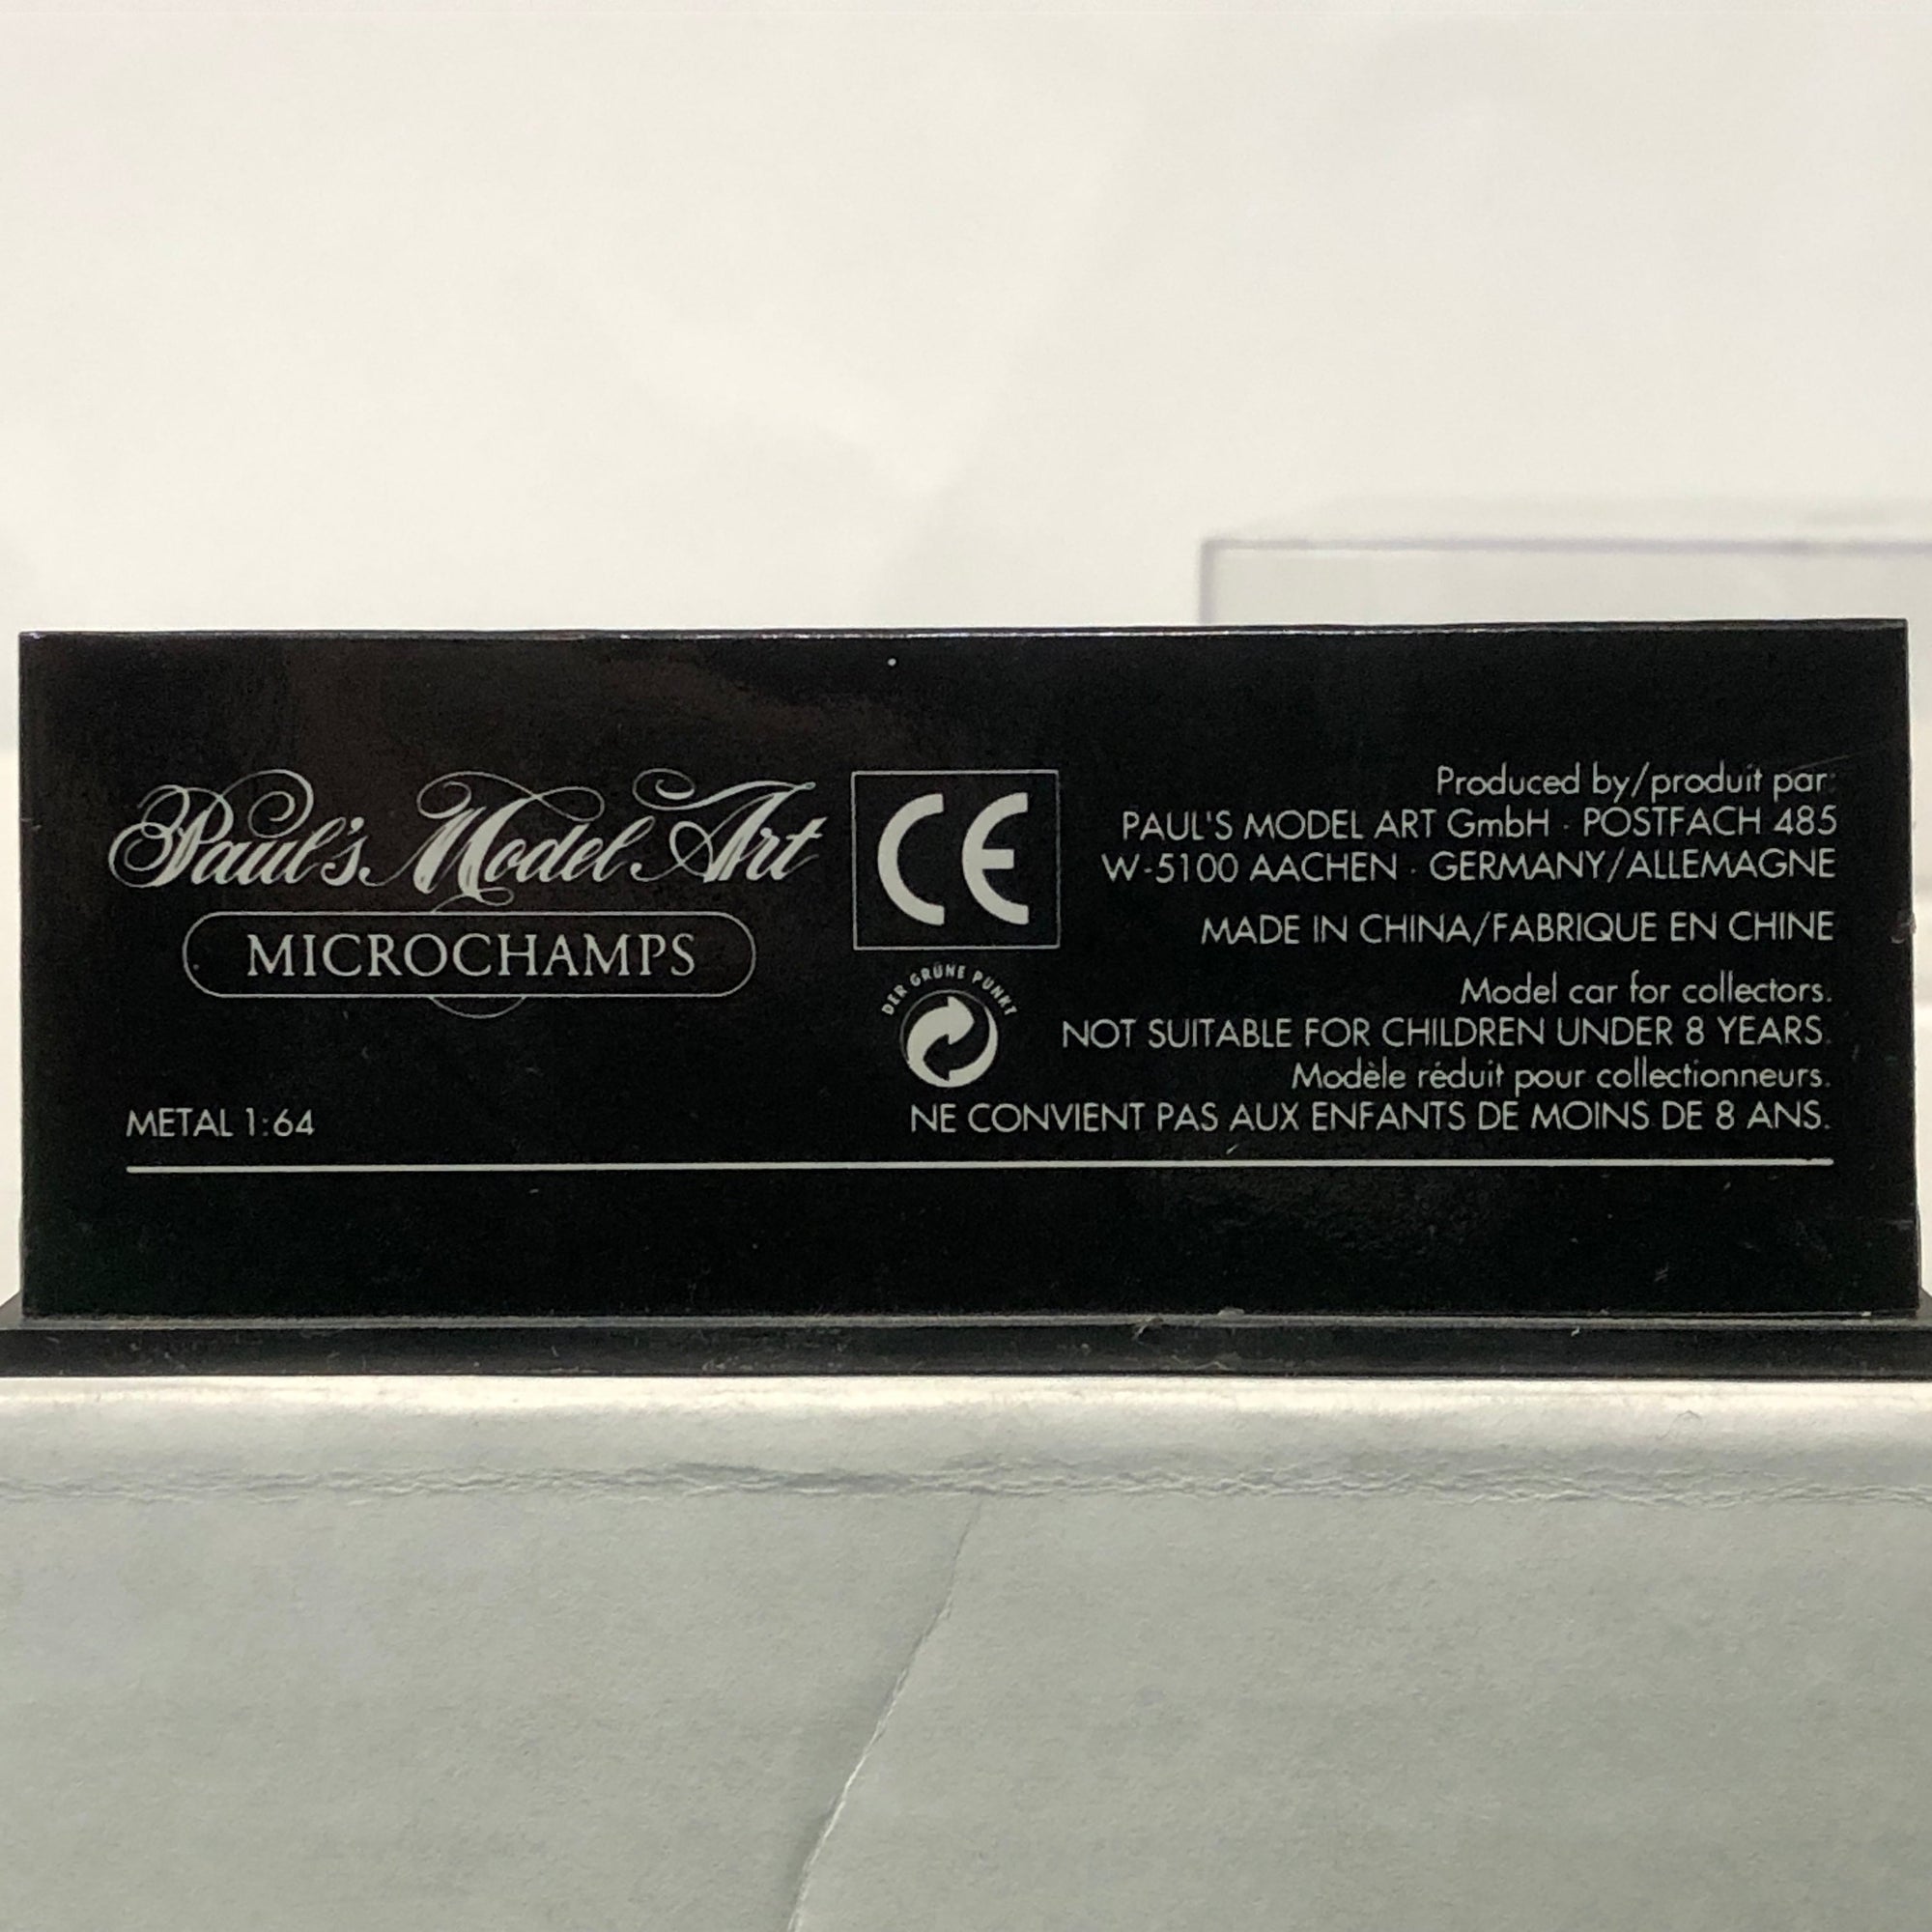 Paul's Model Art
MICROCHAMPS
METAL 1:64
CE
DER GRÜNE PUNKT
Produced by/produit par:
PAUL'S MODEL ART GmbH · POSTFACH 485
W-5100 AACHEN · GERMANY/ALLEMAGNE
MADE IN CHINA/FABRIQUE EN CHINE
Model car for collectors.
NOT SUITABLE FOR CHILDREN UNDER 8 YEARS.
Modèle réduit pour collectionneurs.
NE CONVIENT PAS AUX ENFANTS DE MOINS DE 8 ANS.